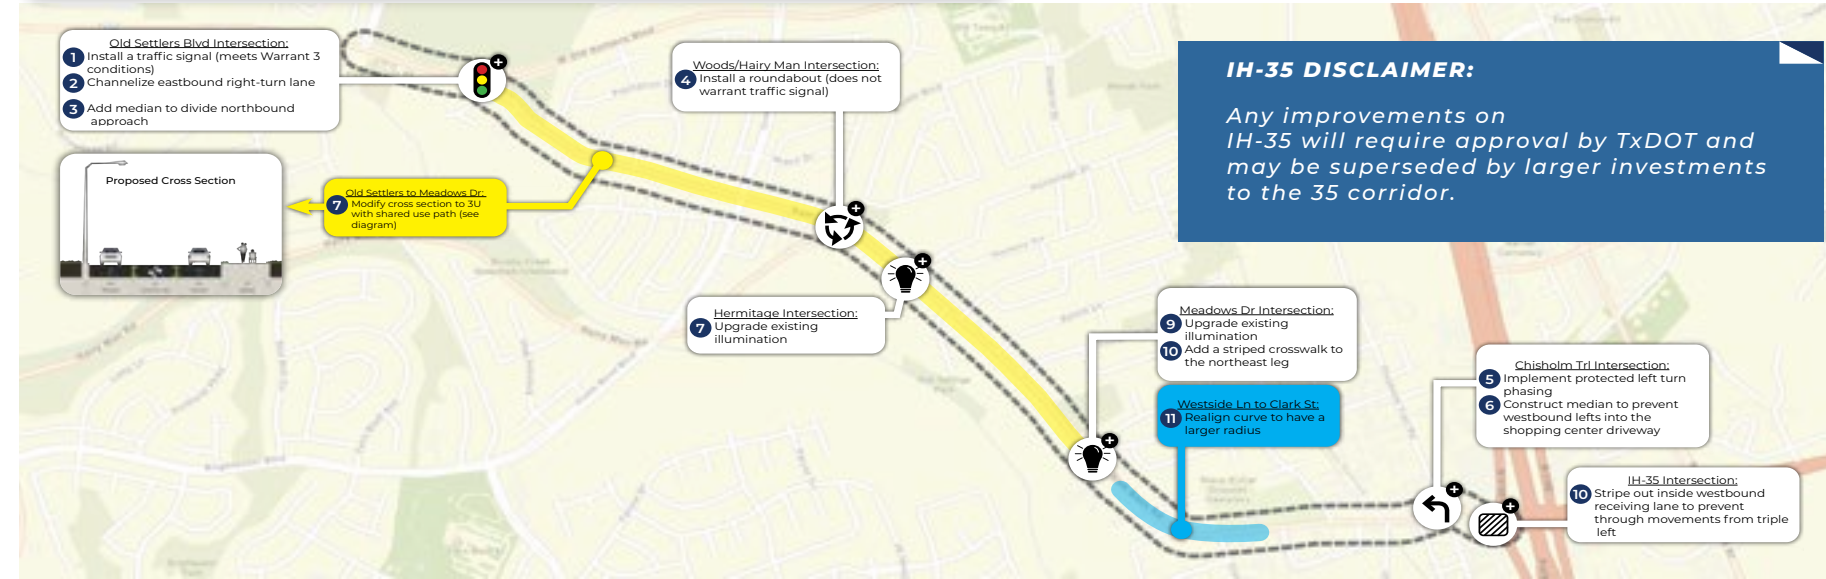 Old Settlers Blvd Intersection:
1 Install a traffic signal (meets Warrant 3
conditions)
2 Channelize eastbound right-turn lane
3 Add median to divide northbound
approach
Proposed Cross Section
Old Settlers to Meadows Dr:
7 Modify cross section to 3U
with shared use path (see
diagram)
Woods/Hairy Man Intersection:
4 Install a roundabout (does not
warrant traffic signal)
Hermitage Intersection:
7 Upgrade existing
illumination
IH-35 DISCLAIMER:
Any improvements on
IH-35 will require approval by TxDOT and
may be superseded by larger investments
to the 35 corridor.
Meadows Dr Intersection:
9 Upgrade existing
illumination
10 Add a striped crosswalk to
the northeast leg
Westside Ln to Clark St:
11 Realign curve to have a
larger radius
Chisholm Trl Intersection:
5 Implement protected left turn
phasing
6 Construct median to prevent
westbound lefts into the
shopping center driveway
IH-35 Intersection:
10 Stripe out inside westbound
receiving lane to prevent
through movements from triple
left